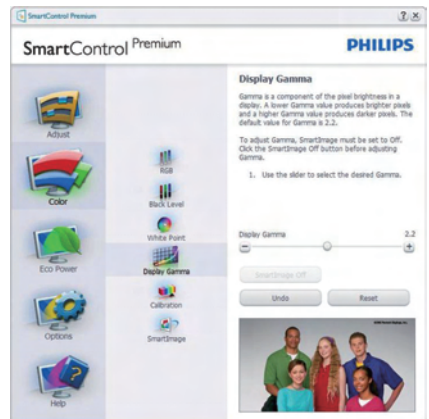 SmartControl Premium
SmartControl Premium
PHILIPS
Adjust
Color
Eco Power
Options
Help
RGB
Black Level
White Point
Display Gamma
Calibration
SmartImage
Display Gamma
Gamma is a component of the pixel brightness in a
display. A lower Gamma value produces brighter pixels
and a higher Gamma value produces darker pixels. The
default value for Gamma is 2.2.
To adjust Gamma, SmartImage must be set to Off.
Click the SmartImage Off button before adjusting
Gamma.
1. Use the slider to select the desired Gamma.
Display Gamma 2.2
SmartImage Off
Undo Reset